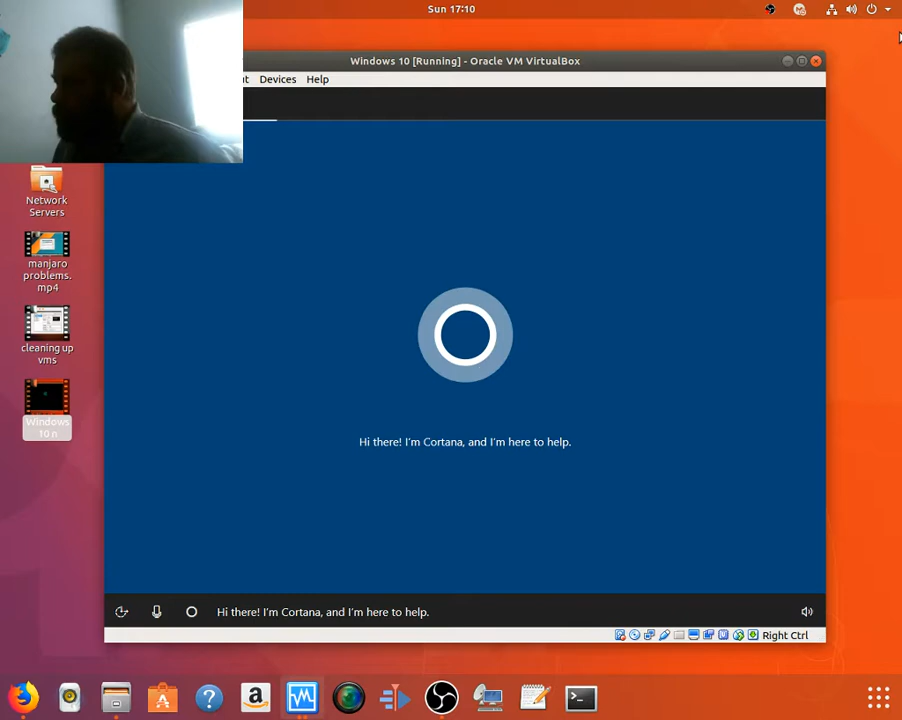 Sun 17:10
Windows 10 [Running] - Oracle VM VirtualBox
Devices Help
Network
Servers
manjaro
problems.
mp4
cleaning up
vms
Windows
10 n
Hi there! I'm Cortana, and I'm here to help.
Hi there! I'm Cortana, and I'm here to help.
Right Ctrl